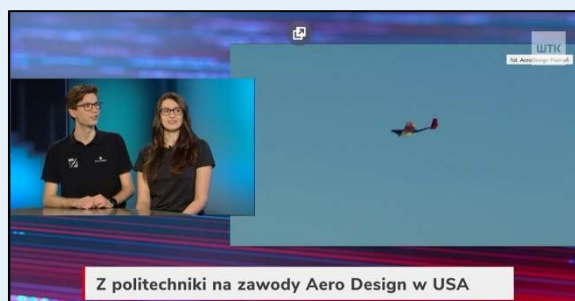 WTK
fot. AeroDesign Poznań
Z politechniki na zawody Aero Design w USA